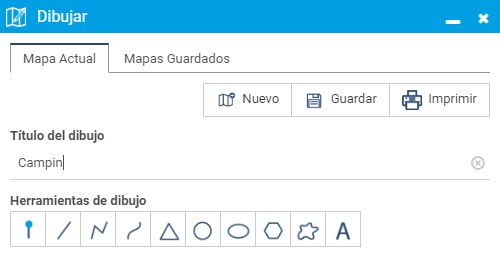 Dibujar
Mapa Actual Mapas Guardados
Nuevo Guardar Imprimir
Título del dibujo
Campin
Herramientas de dibujo
A